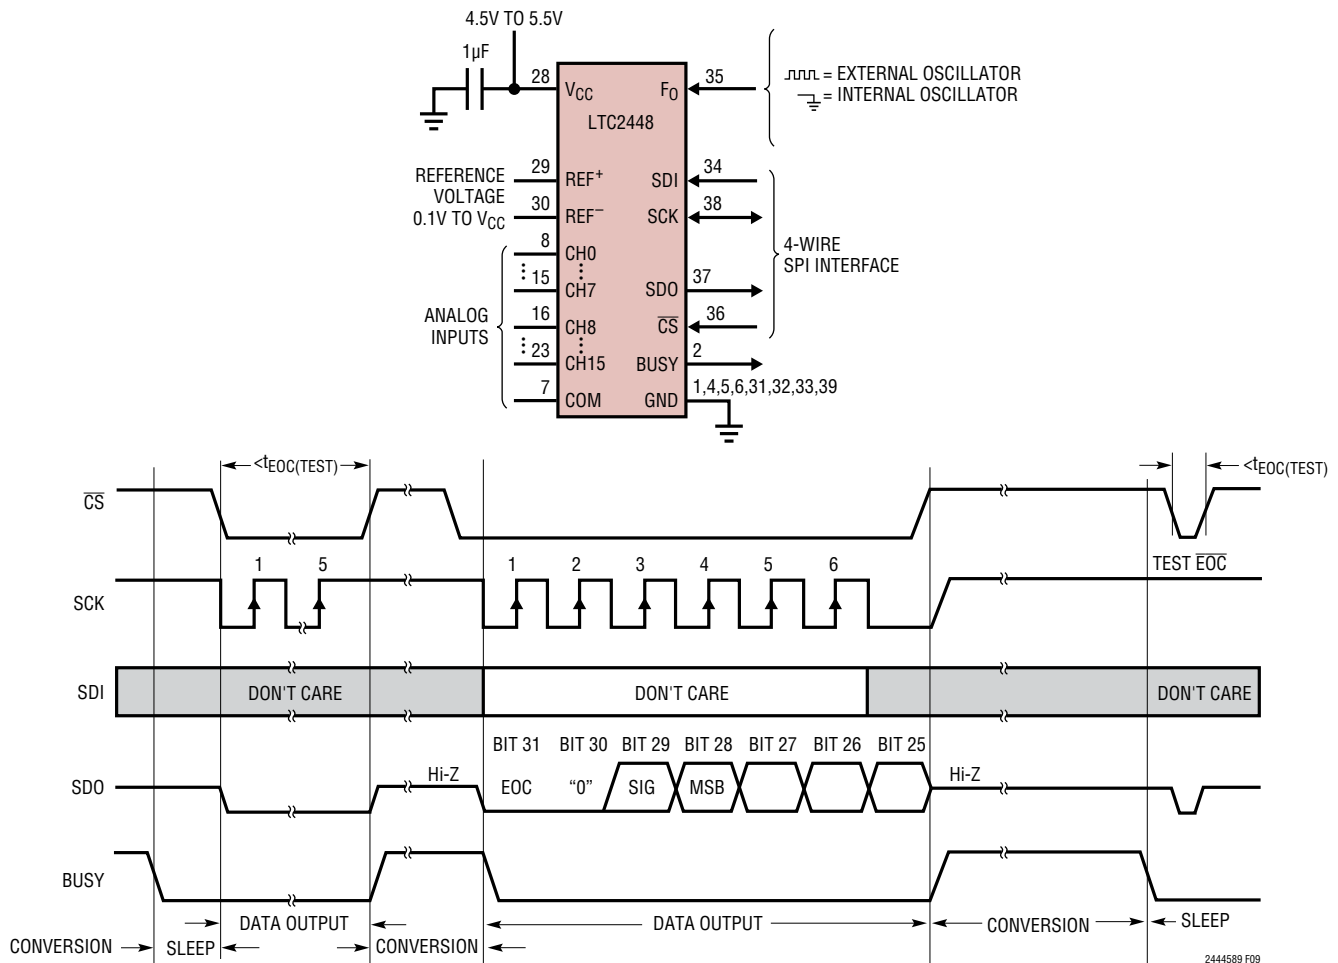 4.5V TO 5.5V
1µF
28
VCC
FO
35
= EXTERNAL OSCILLATOR
= INTERNAL OSCILLATOR
LTC2448
REFERENCE
VOLTAGE
0.1V TO VCC
29
REF+
30
REF–
SDI
34
SCK
38
4-WIRE
SPI INTERFACE
8
CH0
15
CH7
SDO
37
ANALOG
INPUTS
16
CH8
CS
36
23
CH15
BUSY
2
7
COM
GND
1,4,5,6,31,32,33,39
<tEOC(TEST)
<tEOC(TEST)
CS
TEST EOC
SCK
1
5
1
2
3
4
5
6
SDI
DON'T CARE
DON'T CARE
DON'T CARE
BIT 31
BIT 30
BIT 29
BIT 28
BIT 27
BIT 26
BIT 25
SDO
Hi-Z
EOC
“0”
SIG
MSB
Hi-Z
BUSY
DATA OUTPUT
DATA OUTPUT
CONVERSION
SLEEP
CONVERSION
SLEEP
CONVERSION
2444589 F09